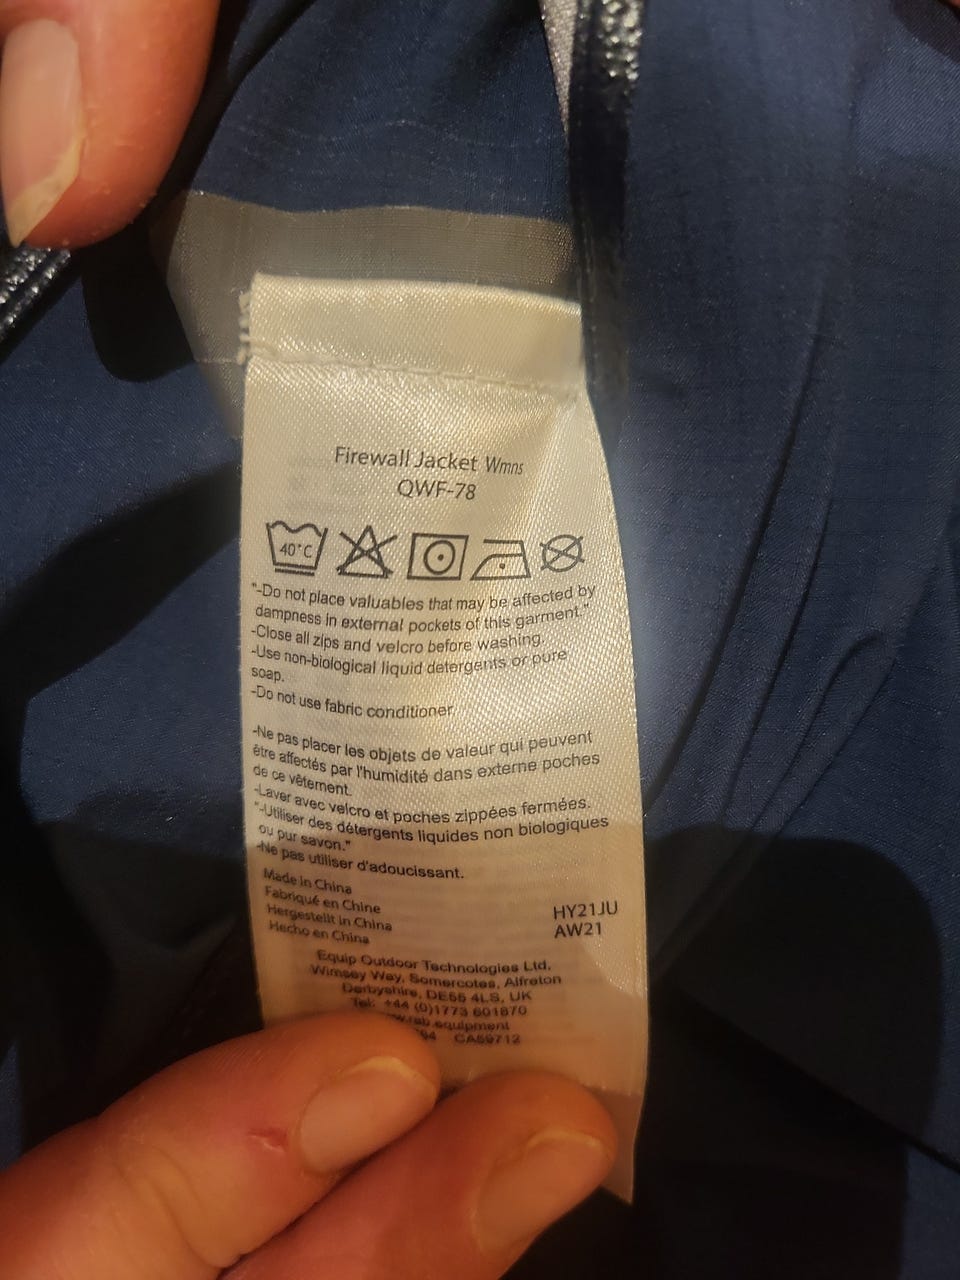 Firewall Jacket Wmns
QWF-78
40°C
"-Do not place valuables that may be affected by
dampness in external pockets of this garment."
-Close all zips and velcro before washing.
-Use non-biological liquid detergents or pure
soap.
-Do not use fabric conditioner.
-Ne pas placer les objets de valeur qui peuvent
être affectés par l'humidité dans externe poches
de ce vêtement.
-Laver avec velcro et poches zippées fermées.
"-Utiliser des détergents liquides non biologiques
ou pur savon."
-Ne pas utiliser d'adoucissant.
Made in China
Fabriqué en Chine
Hergestellt in China
Hecho en China
HY21JU
AW21
Equip Outdoor Technologies Ltd,
Wimsey Way, Somercotes, Alfreton
Derbyshire, DE55 4LS, UK
Tel: +44 (0)1773 601870
w.rab.equipment
CA59712